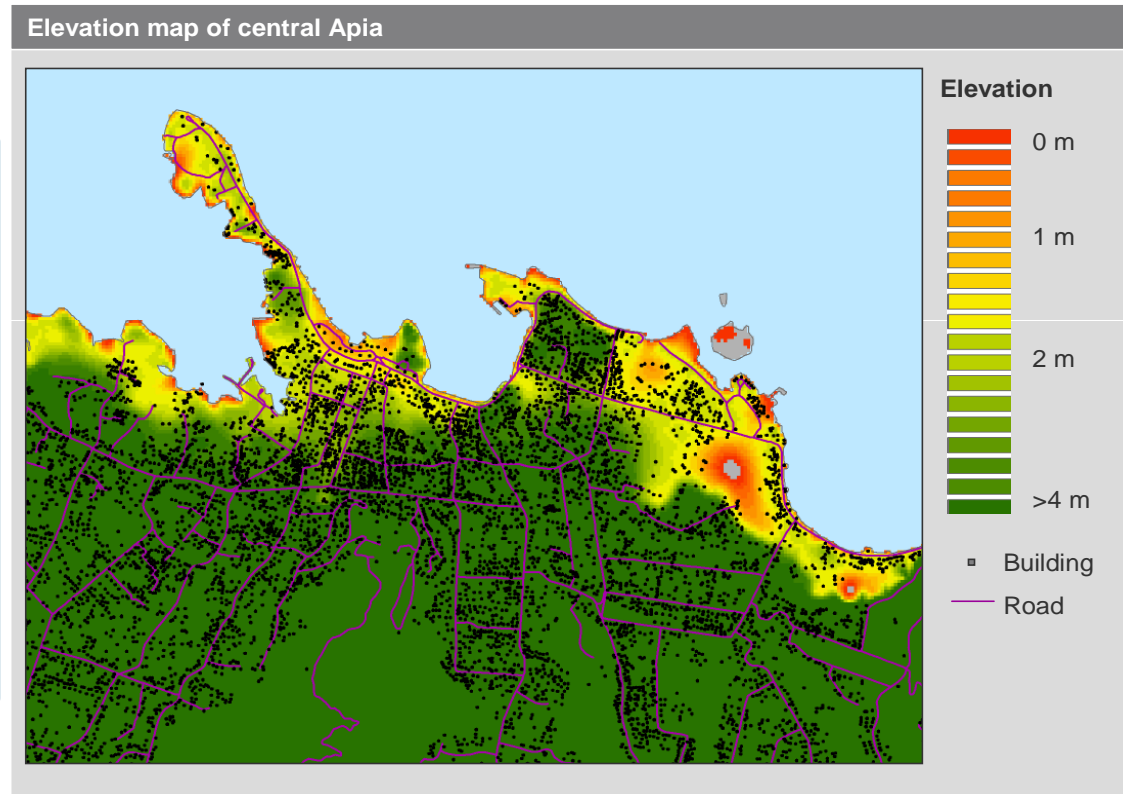 Elevation map of central Apia
Elevation
0 m
1 m
2 m
>4 m
Building
Road